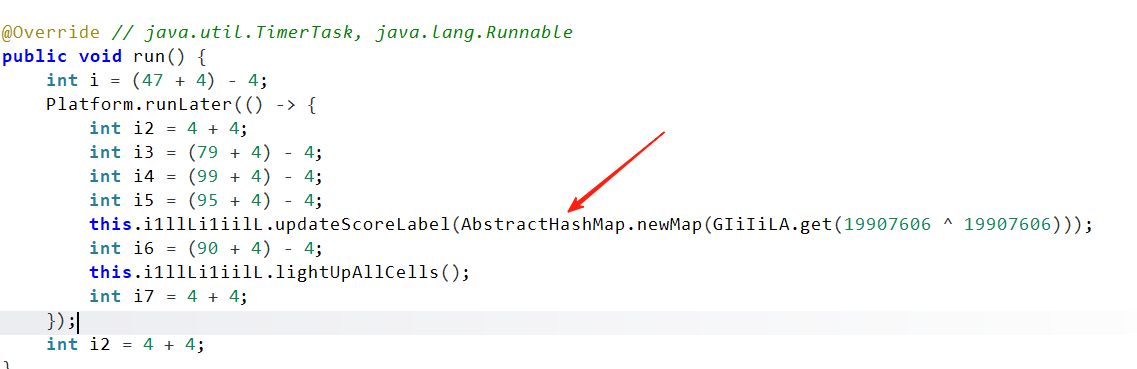 @Override // java.util.TimerTask, java.lang.Runnable
public void run() {
    int i = (47 + 4) - 4;
    Platform.runLater(() -> {
        int i2 = 4 + 4;
        int i3 = (79 + 4) - 4;
        int i4 = (99 + 4) - 4;
        int i5 = (95 + 4) - 4;
        this.i1llLi1iilL.updateScoreLabel(AbstractHashMap.newMap(GIiIiLA.get(19907606 ^ 19907606)));
        int i6 = (90 + 4) - 4;
        this.i1llLi1iilL.lightUpAllCells();
        int i7 = 4 + 4;
    });
    int i2 = 4 + 4;